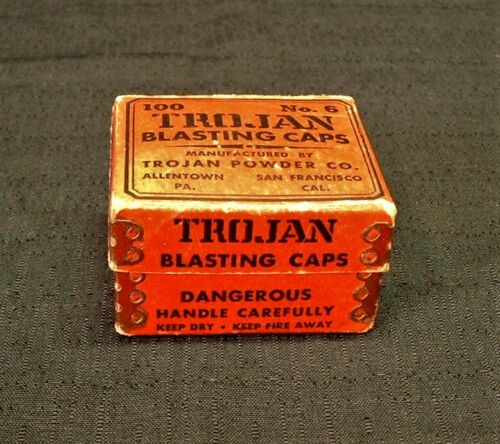 100 No. 6
TROJAN
BLASTING CAPS
MANUFACTURED BY
TROJAN POWDER CO.
ALLENTOWN SAN FRANCISCO
PA. CAL.
TROJAN
BLASTING CAPS
DANGEROUS
HANDLE CAREFULLY
KEEP DRY • KEEP FIRE AWAY